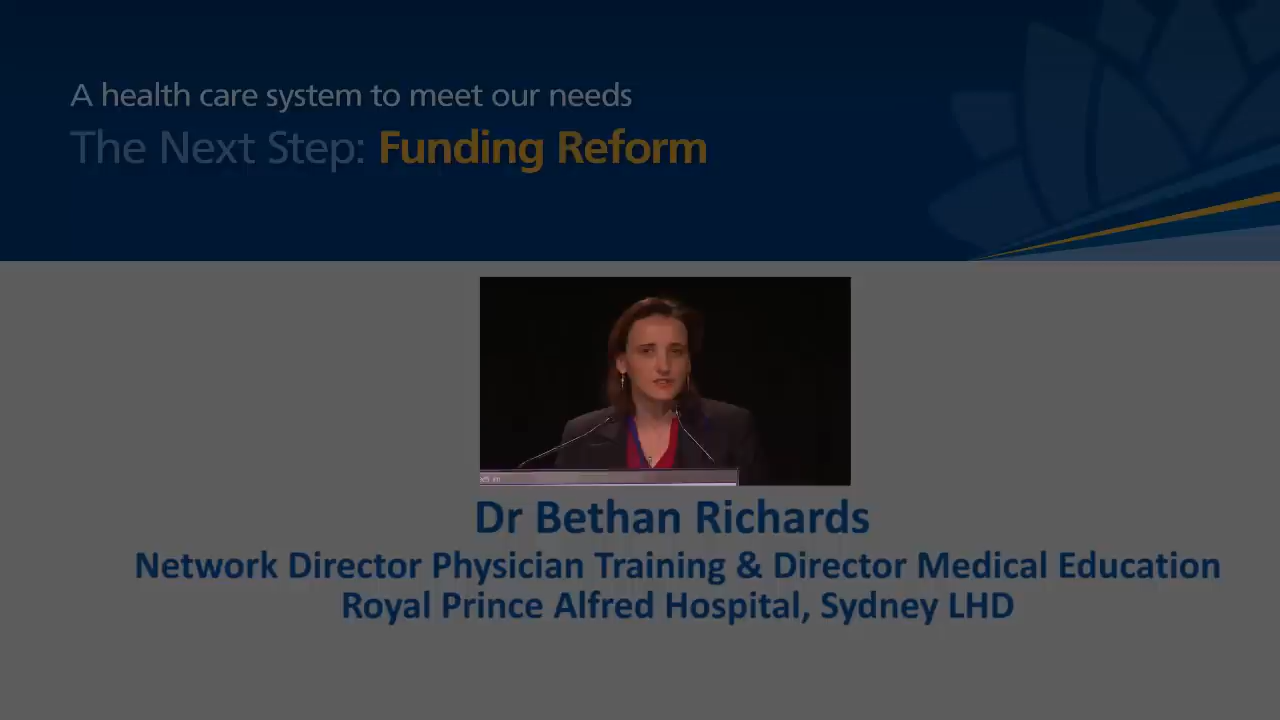 A health care system to meet our needs
The Next Step: Funding Reform
Dr Bethan Richards
Network Director Physician Training & Director Medical Education
Royal Prince Alfred Hospital, Sydney LHD